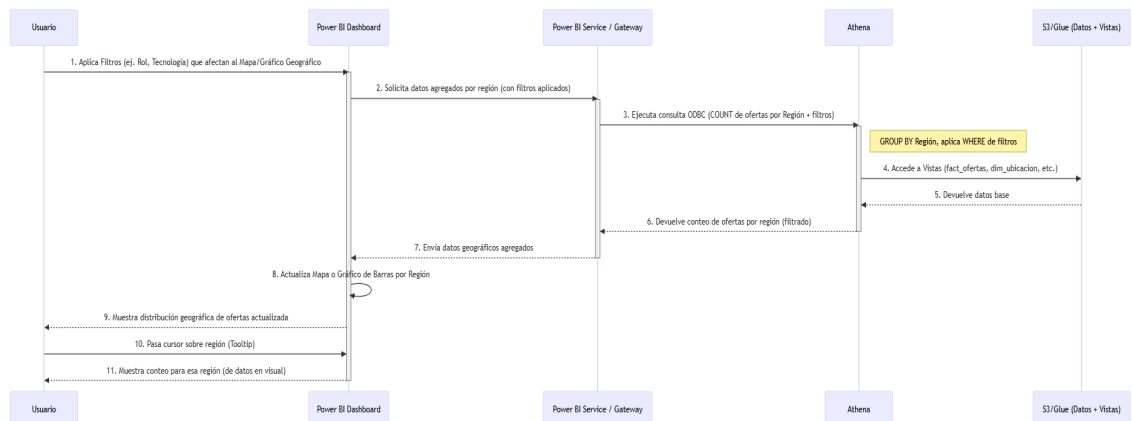 Usuario
Power BI Dashboard
Power BI Service / Gateway
Athena
S3/Glue (Datos + Vistas)
1. Aplica Filtros (ej. Rol, Tecnología) que afectan al Mapa/Gráfico Geográfico
2. Solicita datos agregados por región (con filtros aplicados)
3. Ejecuta consulta ODBC (COUNT de ofertas por Región + filtros)
GROUP BY Región, aplica WHERE de filtros
4. Accede a Vistas (fact_ofertas, dim_ubicacion, etc.)
5. Devuelve datos base
6. Devuelve conteo de ofertas por región (filtrado)
7. Envía datos geográficos agregados
8. Actualiza Mapa o Gráfico de Barras por Región
9. Muestra distribución geográfica de ofertas actualizada
10. Pasa cursor sobre región (Tooltip)
11. Muestra conteo para esa región (de datos en visual)
Usuario
Power BI Dashboard
Power BI Service / Gateway
Athena
S3/Glue (Datos + Vistas)